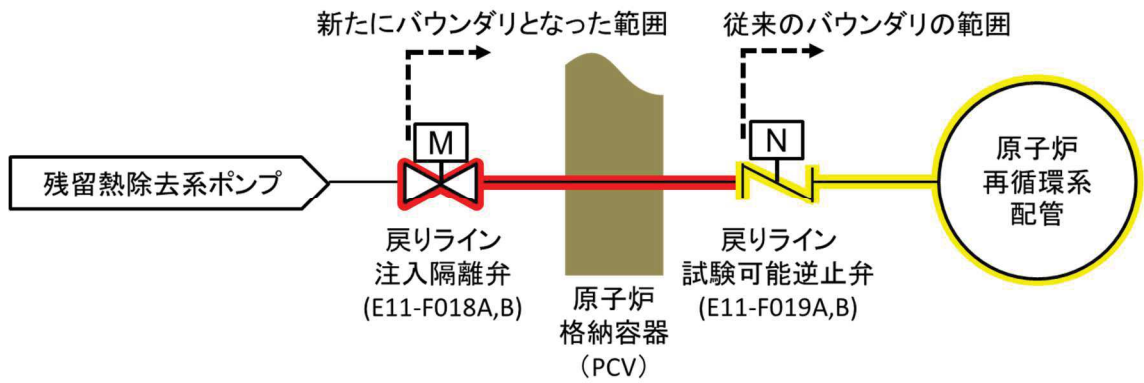 新たにバウンダリとなった範囲
従来のバウンダリの範囲
M
N
残留熱除去系ポンプ
原子炉
再循環系
配管
戻りライン
注入隔離弁
(E11-F018A,B)
原子炉
格納容器
（PCV）
戻りライン
試験可能逆止弁
(E11-F019A,B)